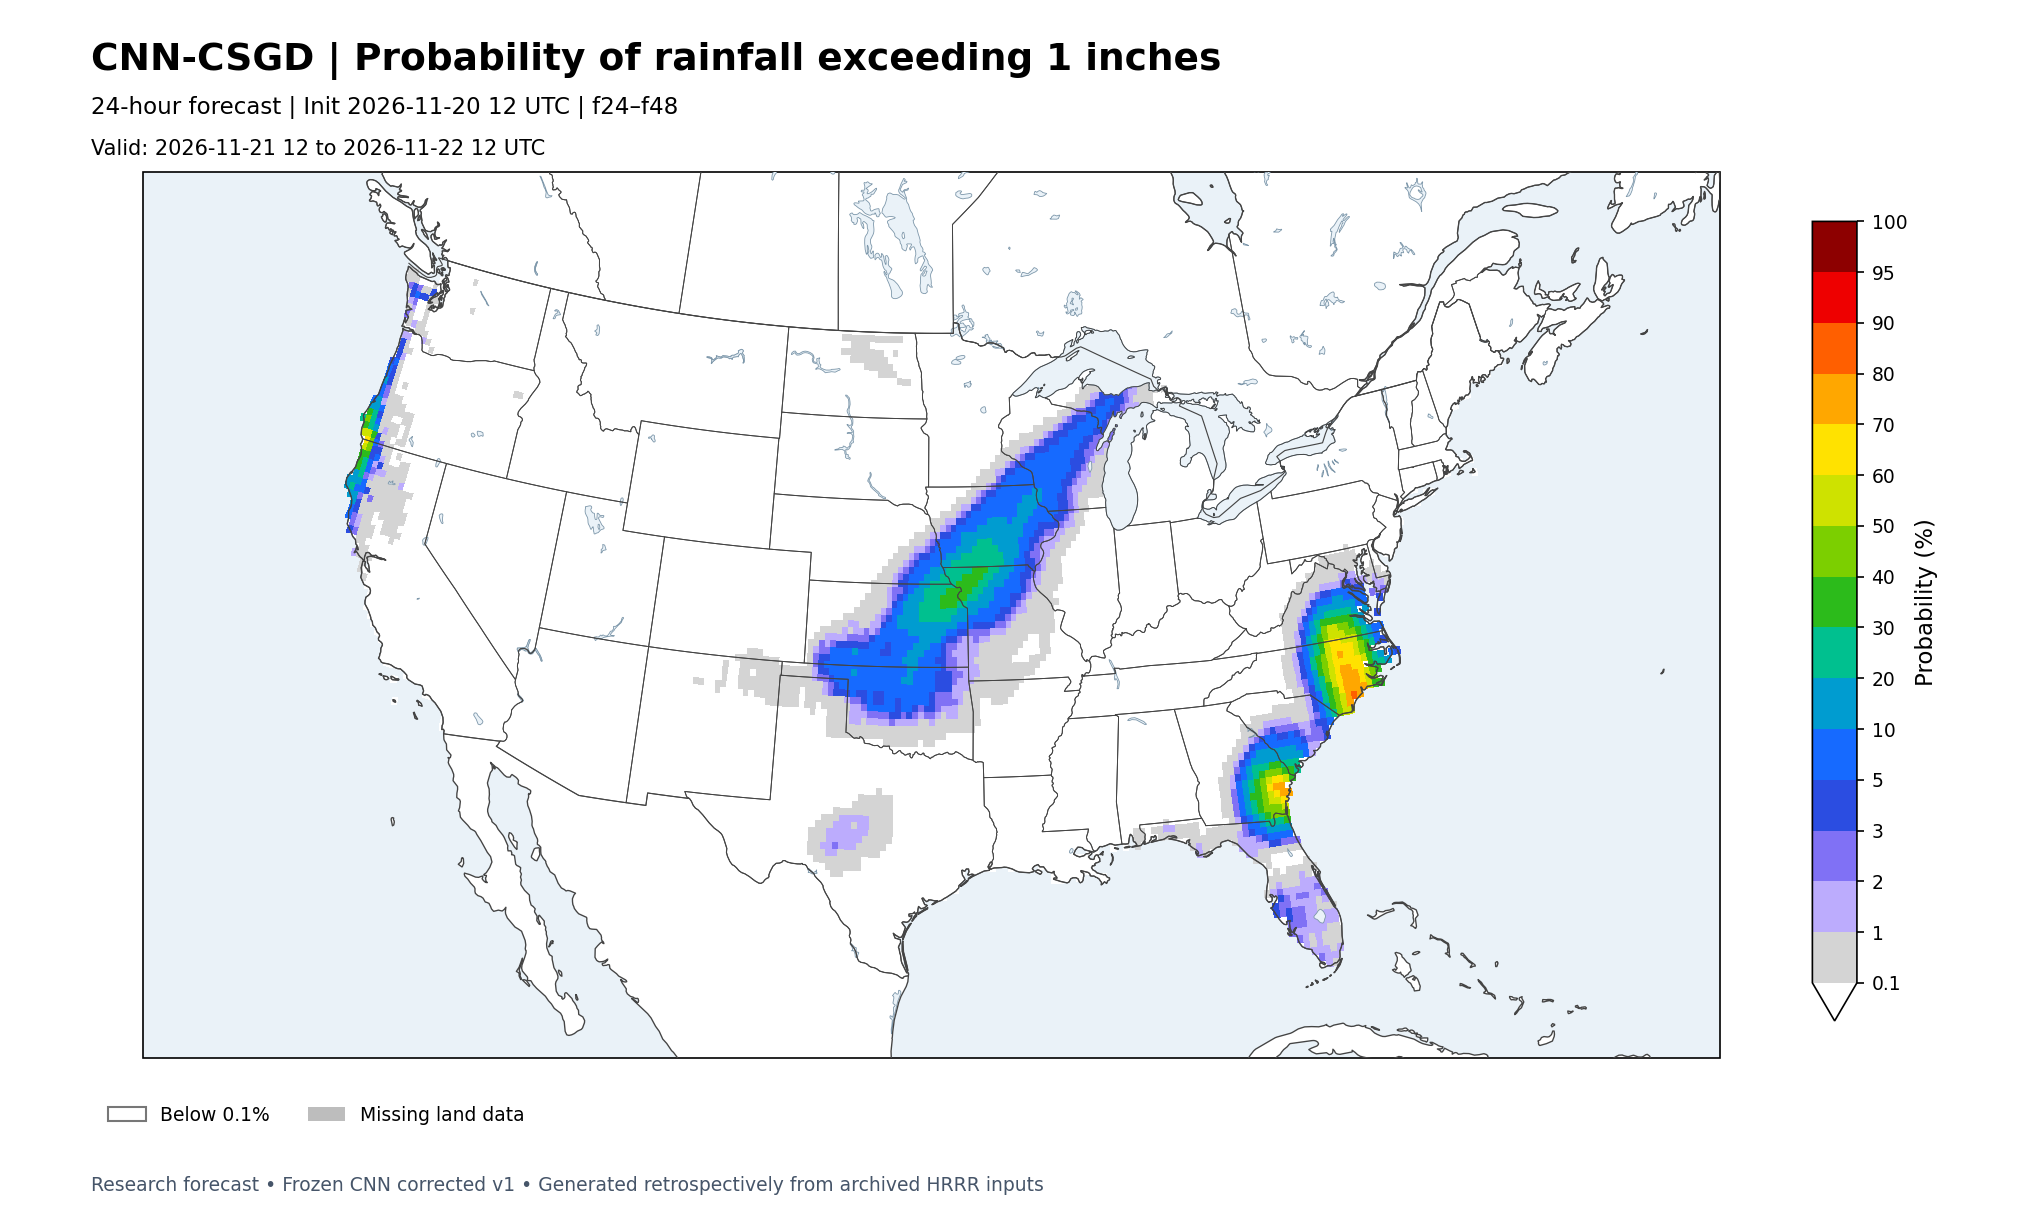 CNN-CSGD | Probability of rainfall exceeding 1 inches
24-hour forecast | Init 2026-11-20 12 UTC | f24–f48
Valid: 2026-11-21 12 to 2026-11-22 12 UTC
100
95
90
80
70
60
50
40
30
20
10
5
3
2
1
0.1
Probability (%)
Below 0.1%
Missing land data
Research forecast • Frozen CNN corrected v1 • Generated retrospectively from archived HRRR inputs